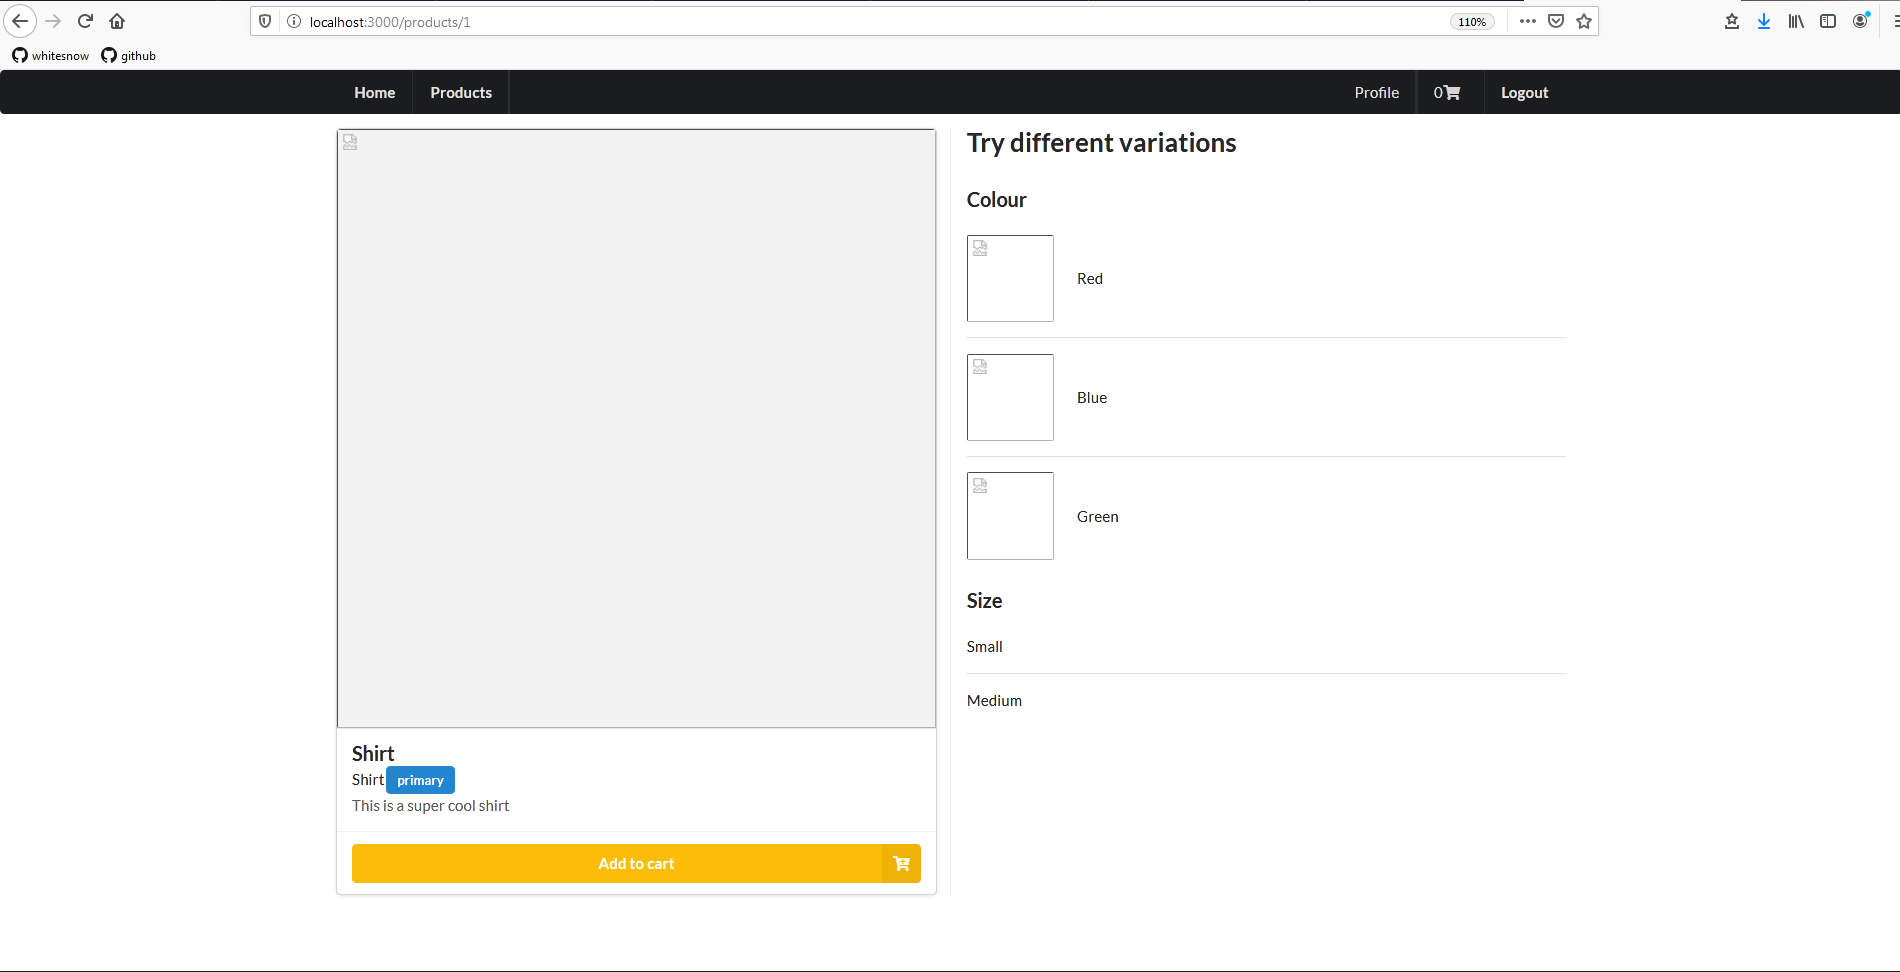 localhost:3000/products/1
110%
whitesnow github
Home Products Profile 0 Logout
Try different variations
Colour
Red
Blue
Green
Size
Small
Medium
Shirt
Shirt primary
This is a super cool shirt
Add to cart